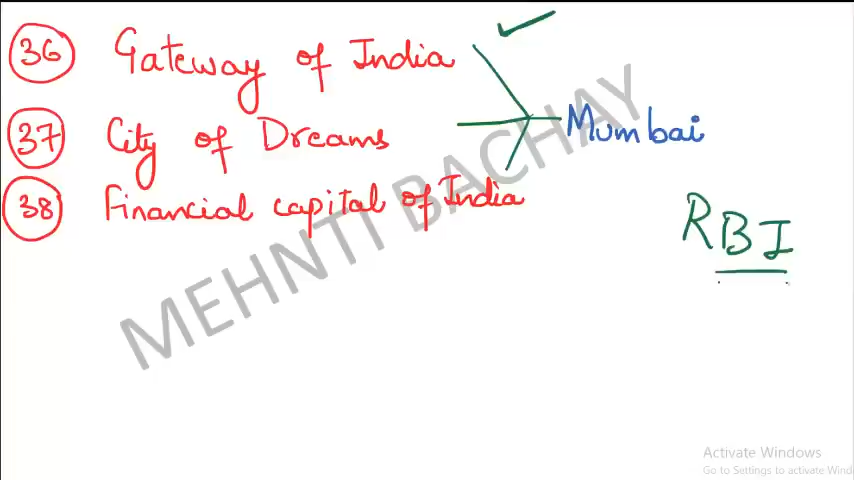 36 Gateway of India
37 City of Dreams
Mumbai
38 Financial capital of India
RBI
MEHNTI BACHAY
Activate Windows
Go to Settings to activate Wind